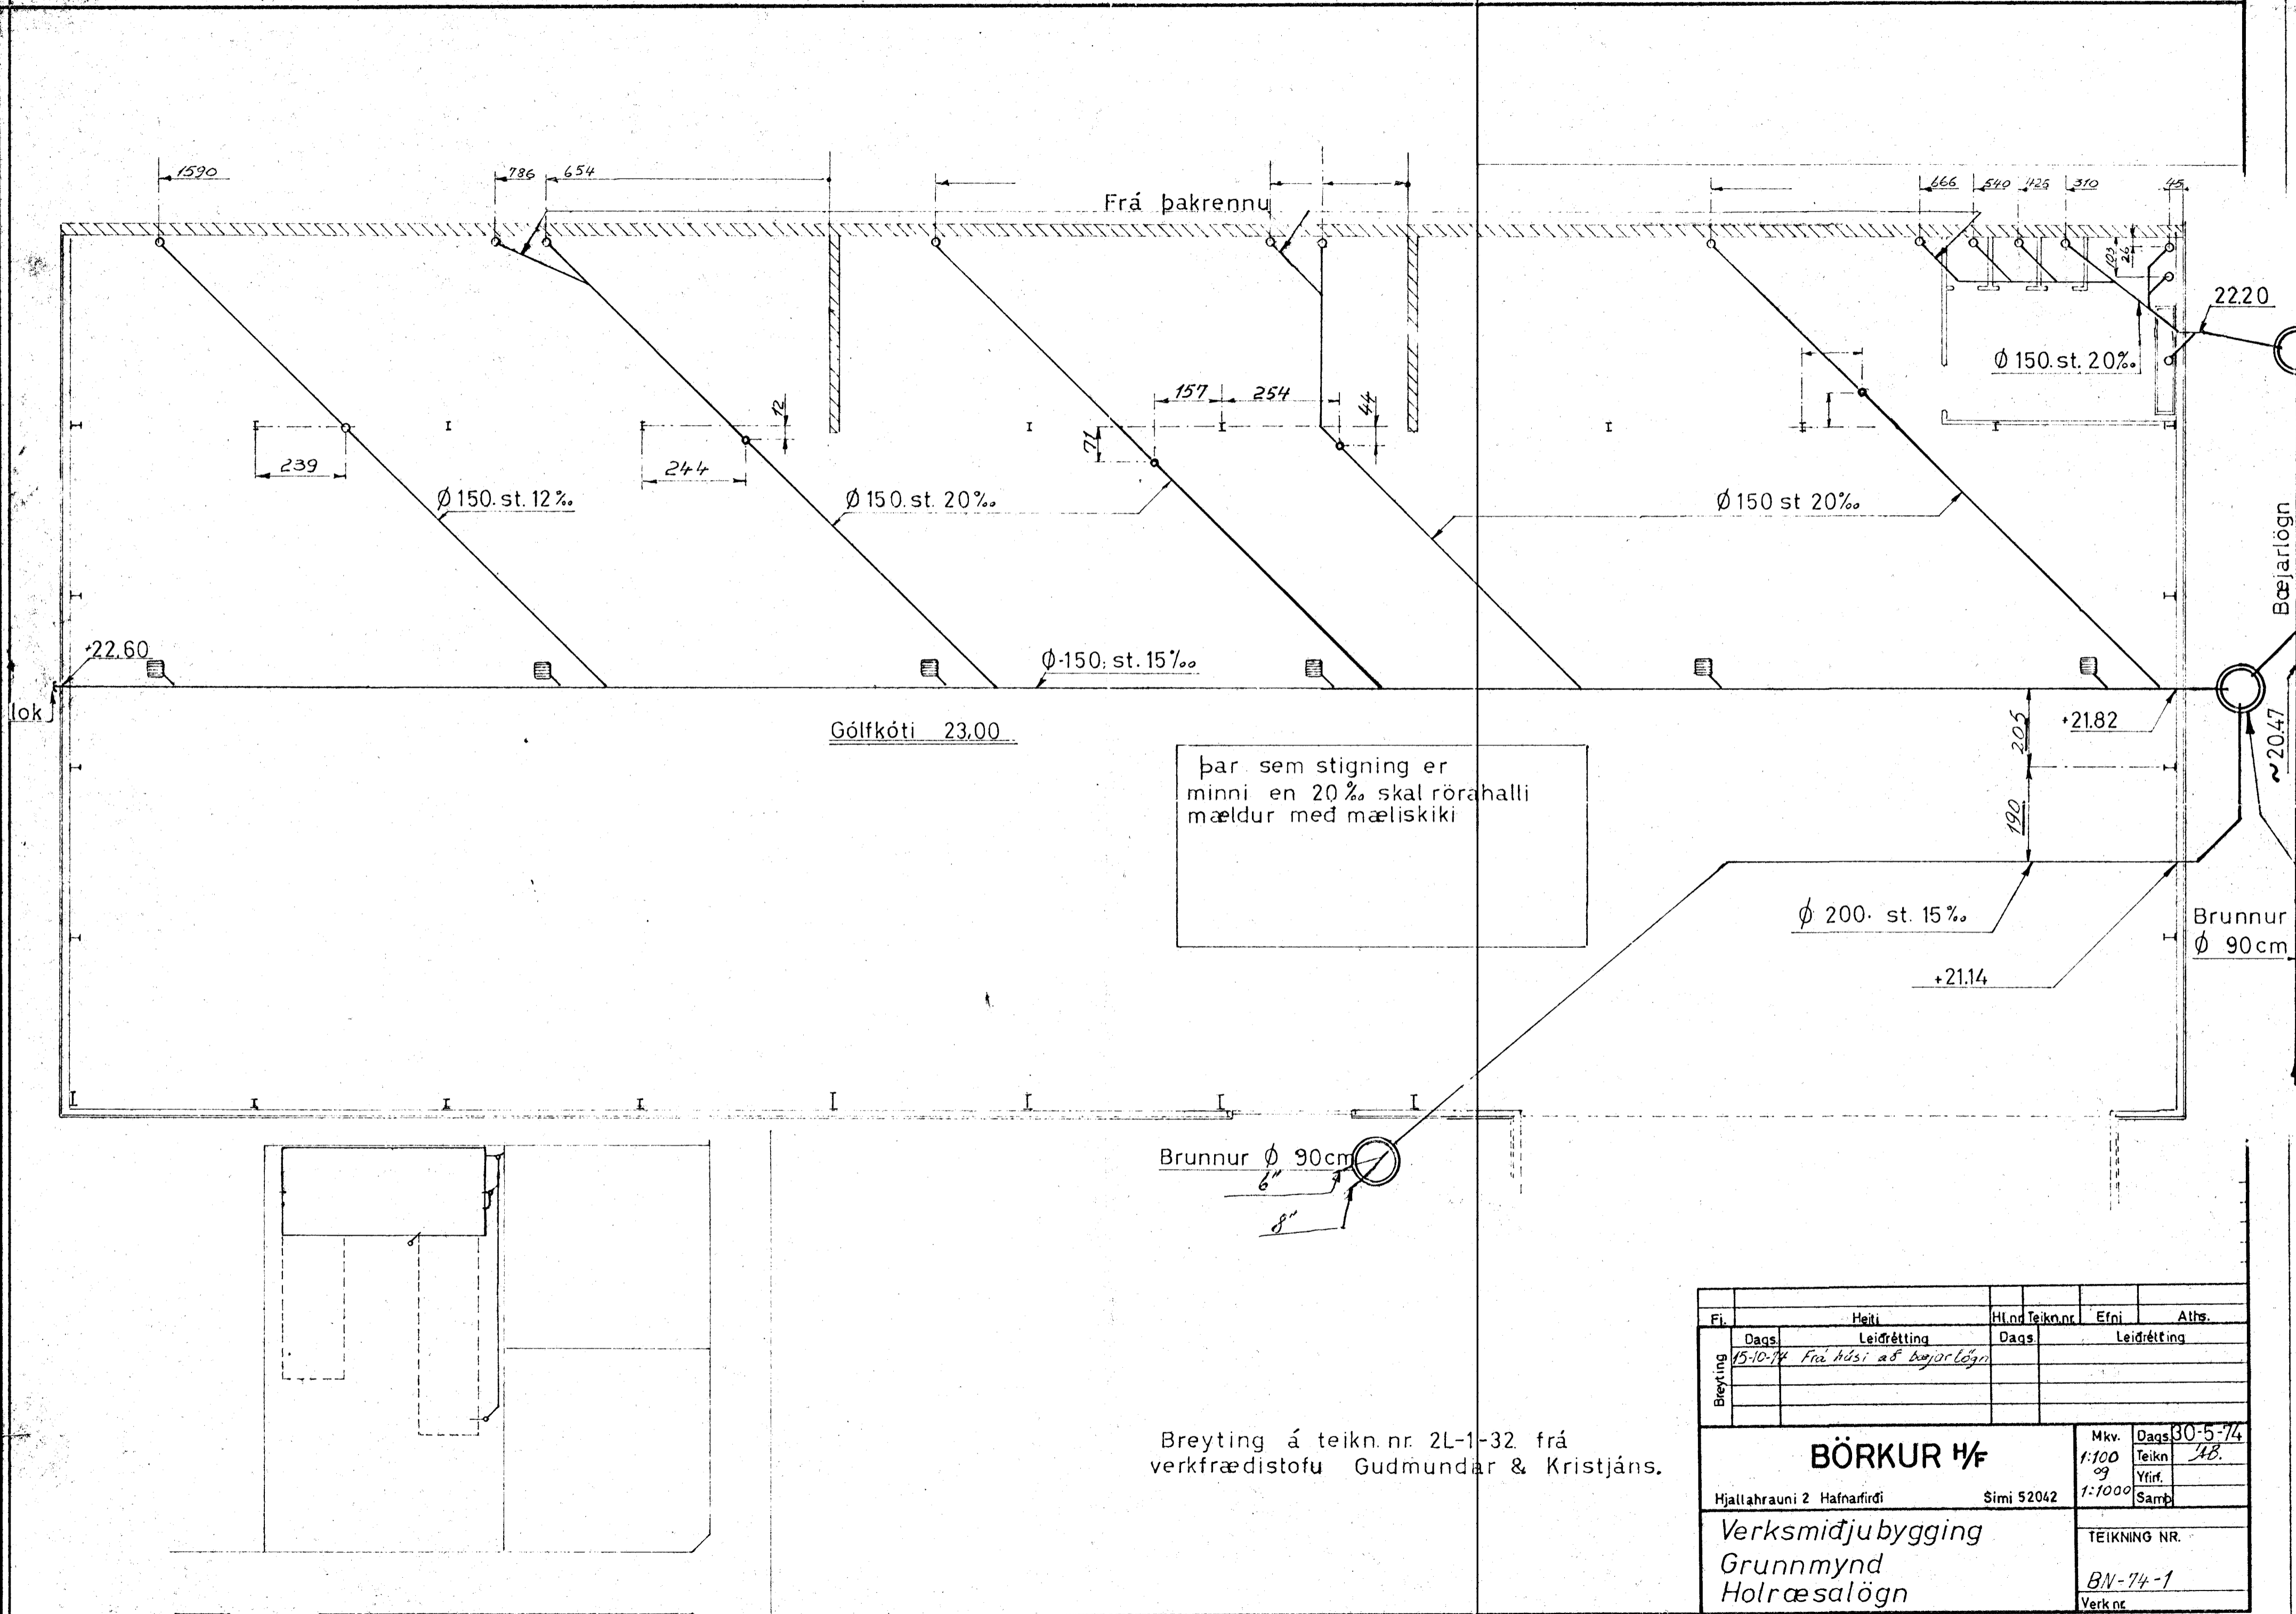 1590
786
654
Frá þakrennu
666
540
425
310
45
103
26
22.20
Ø 150. st. 20‰
157
254
44
12
71
239
244
Ø 150. st. 12‰
Ø 150. st. 20‰
Ø 150 st 20‰
Bæjarlögn
+22.60
Ø-150; st. 15‰
lok
205
+21.82
~20.47
Gólfkóti 23,00
þar sem stigning er
minni en 20‰ skal rörahalli
mældur með mæliskiki
190
Ø 200. st. 15‰
Brunnur
Ø 90cm
+21.14
Brunnur Ø 90cm
6"
8"
Fj. Heiti Hl.nr Teikn.nr. Efni Aths.
Dags. Leiðrétting Dags. Leiðrétting
15-10-74 Frá húsi að bæjarlögn
Breyting
Breyting á teikn. nr. 2L-1-32. frá
verkfrædistofu Gudmundar & Kristjáns.
BÖRKUR H/F
Hjallahrauni 2 Hafnarfirði Sími 52042
Mkv. Dags. 30-5-74
1:100 Teikn AB.
og Yfirf.
1:1000 Samþ
Verksmiðjubygging
Grunnmynd
Holræsalögn
TEIKNING NR.
BN-74-1
Verk nr.